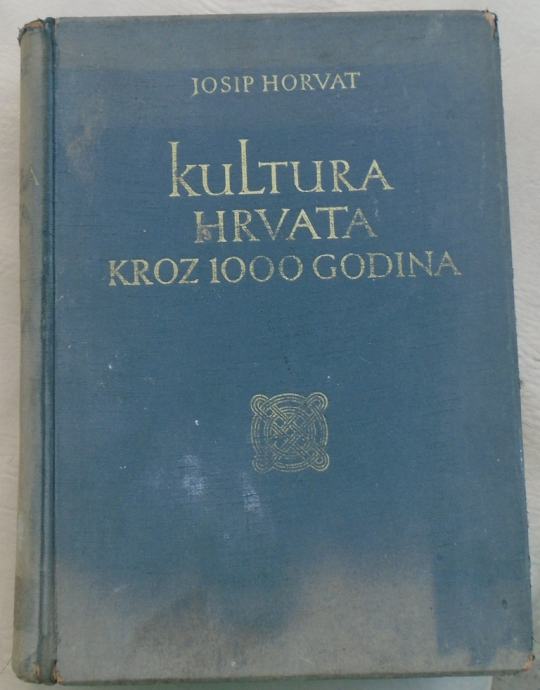 JOSIP HORVAT
KULTURA
HRVATA
KROZ 1000 GODINA